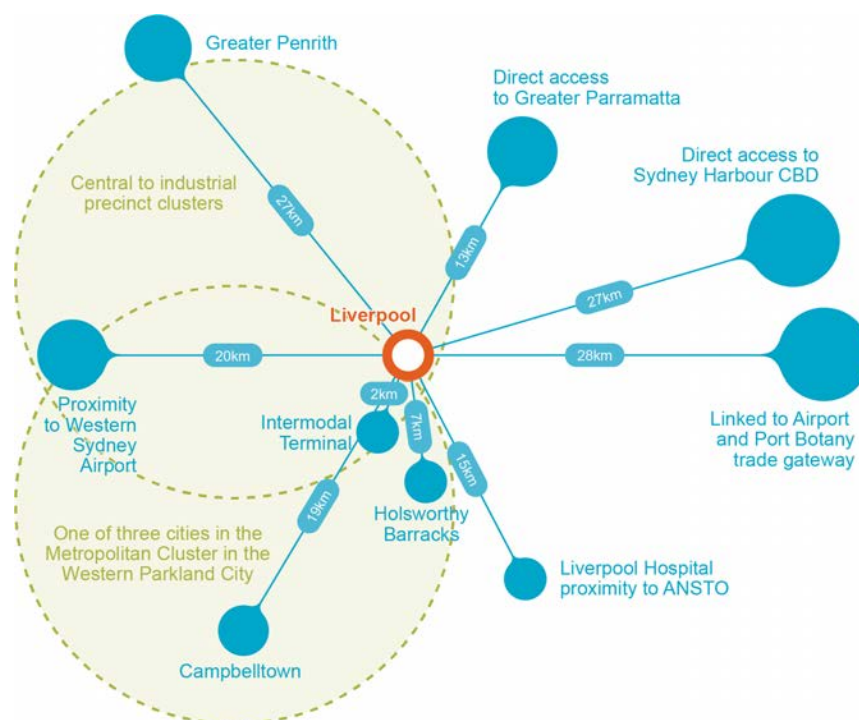 Greater Penrith
Direct access
to Greater Parramatta
Direct access to
Sydney Harbour CBD
Central to industrial
precinct clusters
27km
13km
27km
Liverpool
20km
28km
Proximity
to Western
Sydney
Airport
2km
Intermodal
Terminal
7km
15km
Linked to Airport
and Port Botany
trade gateway
19km
Holsworthy
Barracks
One of three cities in the
Metropolitan Cluster in the
Western Parkland City
Liverpool Hospital
proximity to ANSTO
Campbelltown